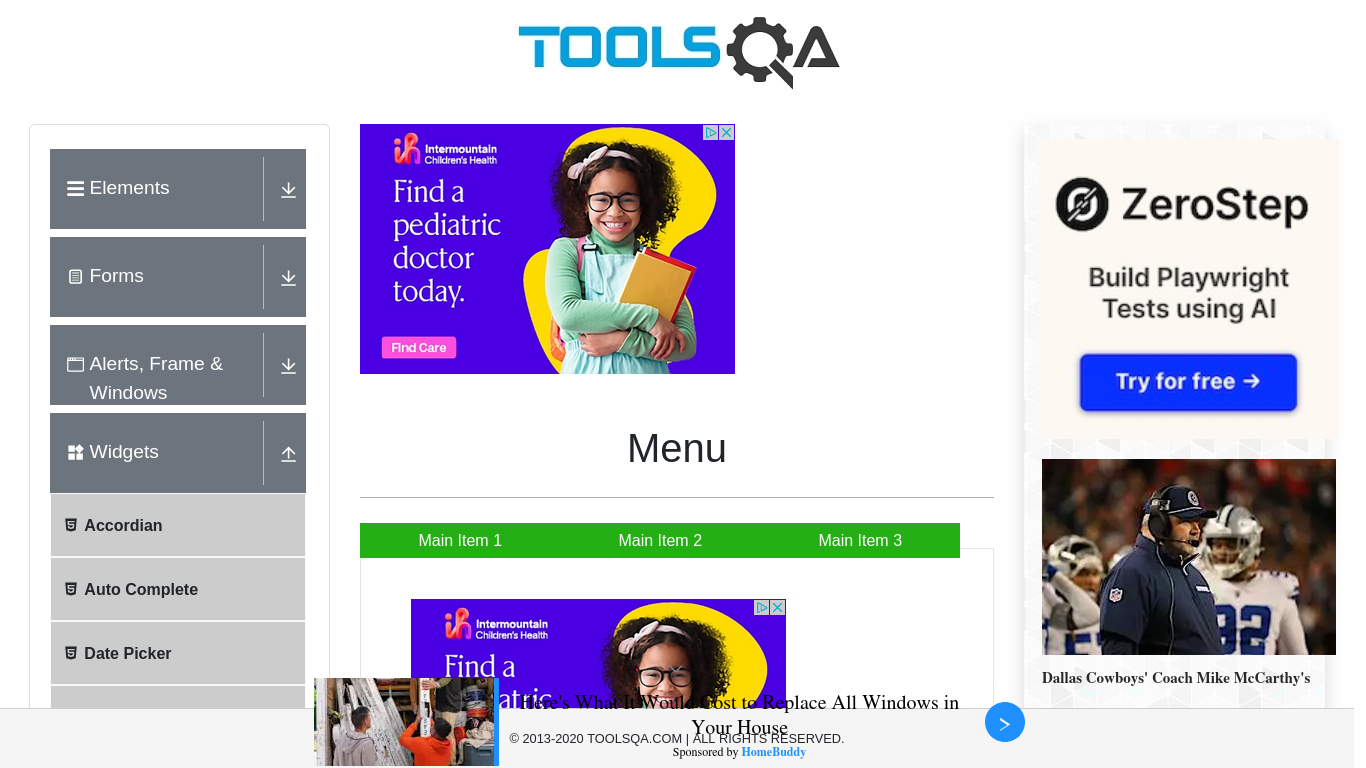 TOOLSQA
Elements
Forms
Alerts, Frame &
Windows
Widgets
Accordian
Auto Complete
Date Picker
Intermountain
Children's Health
Find a
pediatric
doctor
today.
Find Care
Menu
Main Item 1
Main Item 2
Main Item 3
Intermountain
Children's Health
Find a
ZeroStep
Build Playwright
Tests using AI
Try for free →
Dallas Cowboys' Coach Mike McCarthy's
Here's What It Would Cost to Replace All Windows in
Your House
© 2013-2020 TOOLSQA.COM | ALL RIGHTS RESERVED.
Sponsored by HomeBuddy